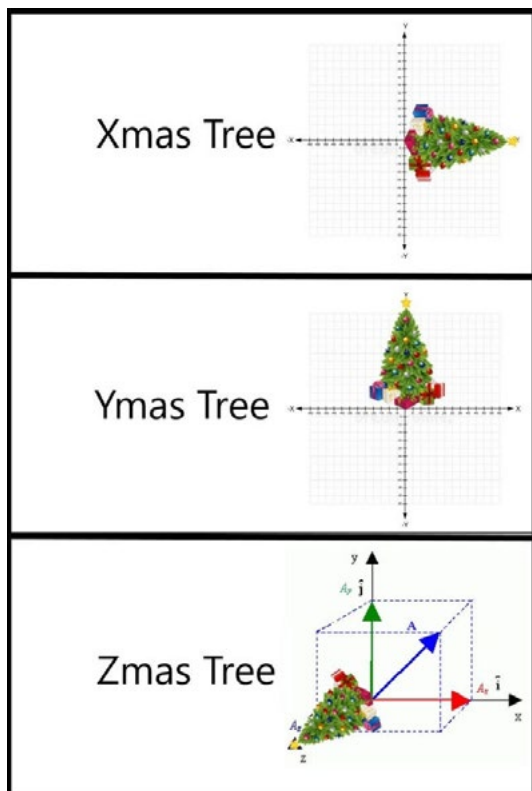 Y
Xmas Tree
-X
-Y
Y
Ymas Tree
-X
X
-Y
y
Ay ĵ
A
Zmas Tree
Ax î
x
Az
z